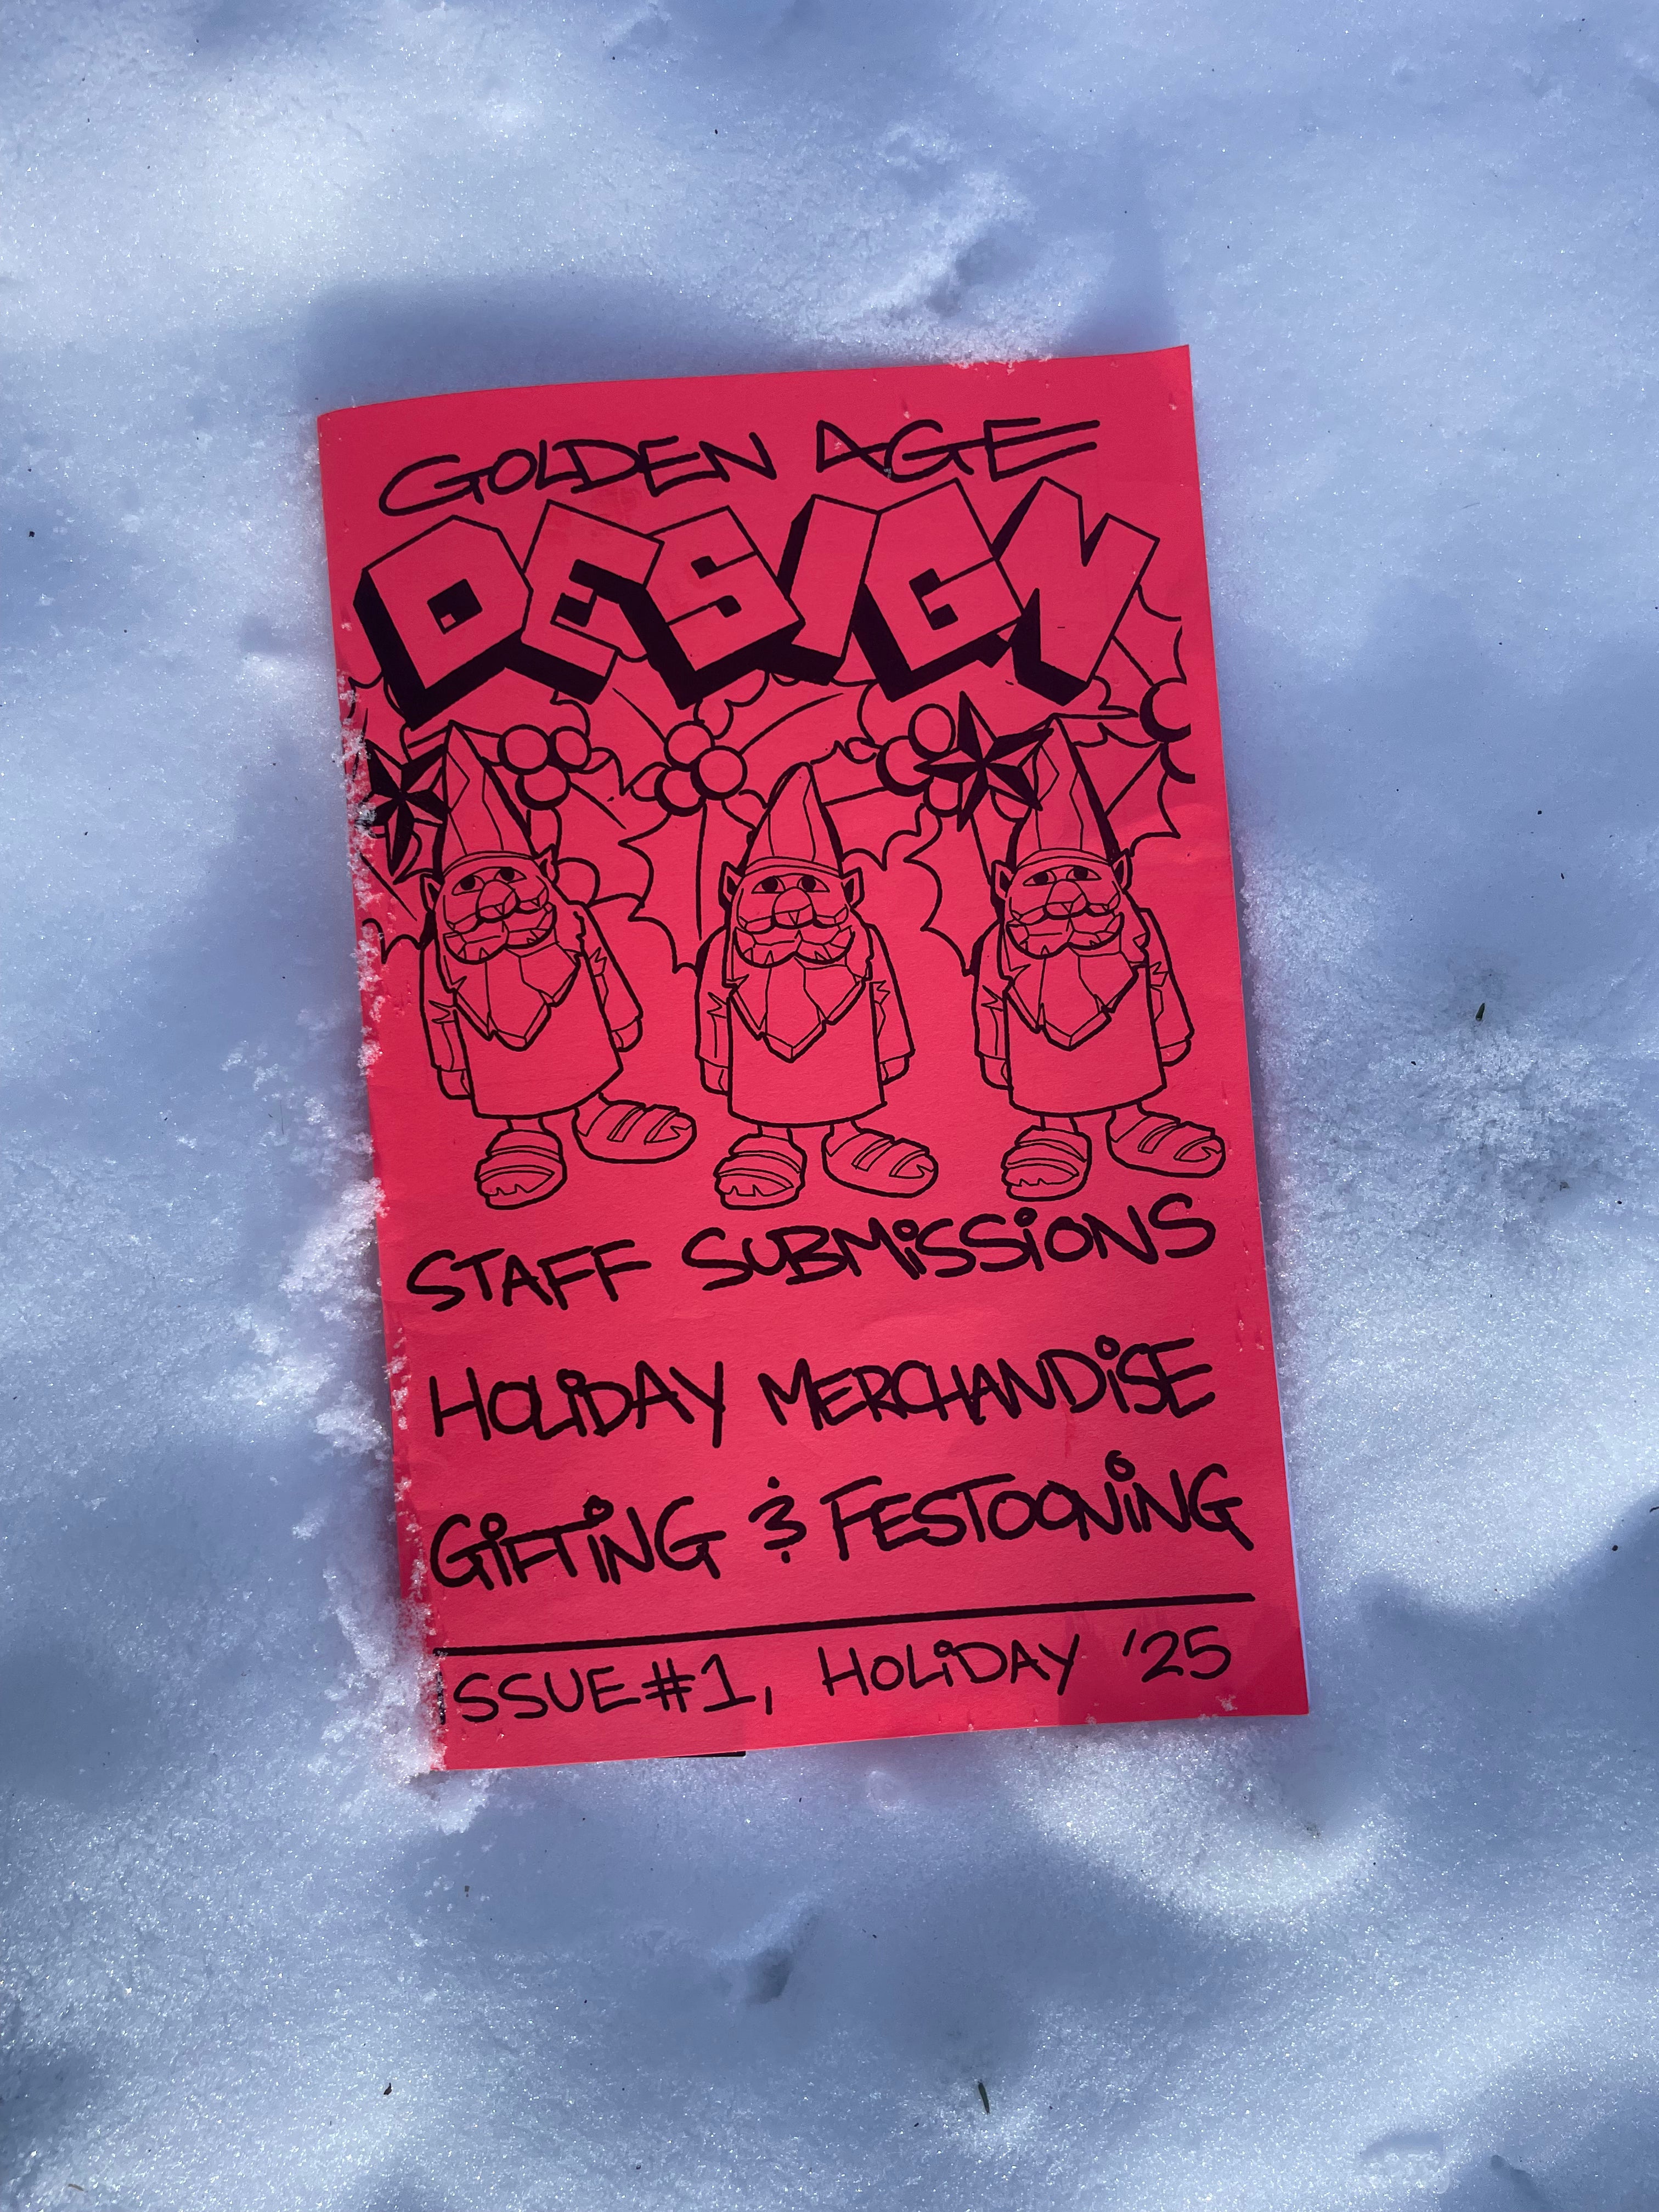 GOLDEN AGE
DESIGN
STAFF SUBMiSSiONS
HOLiDAY MERCHANDiSE
GiFTiNG & FESTOONiNG
ISSUE #1, HOLiDAY '25